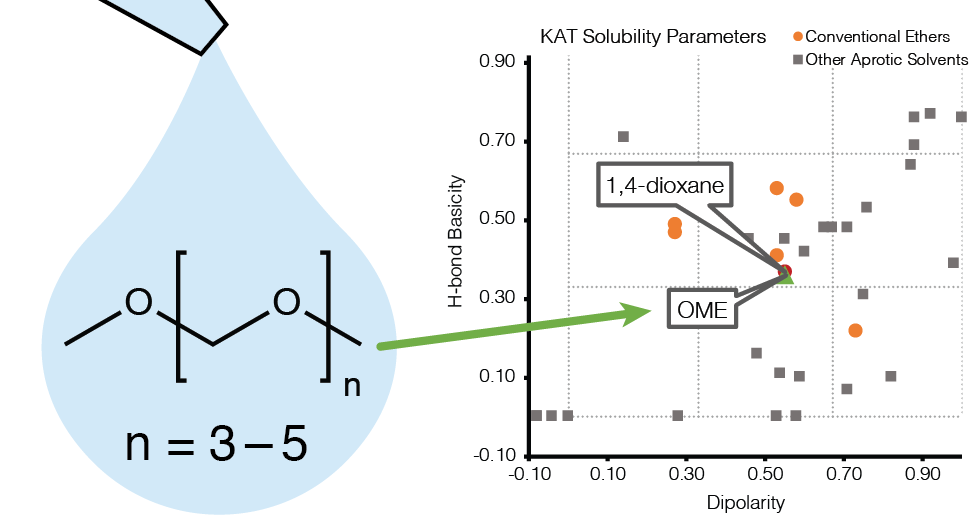 KAT Solubility Parameters
Conventional Ethers
Other Aprotic Solvents
0.90
0.70
0.50
0.30
0.10
-0.10
H-bond Basicity
1,4-dioxane
OME
-0.10 0.10 0.30 0.50 0.70 0.90
Dipolarity
O O
n
n = 3–5